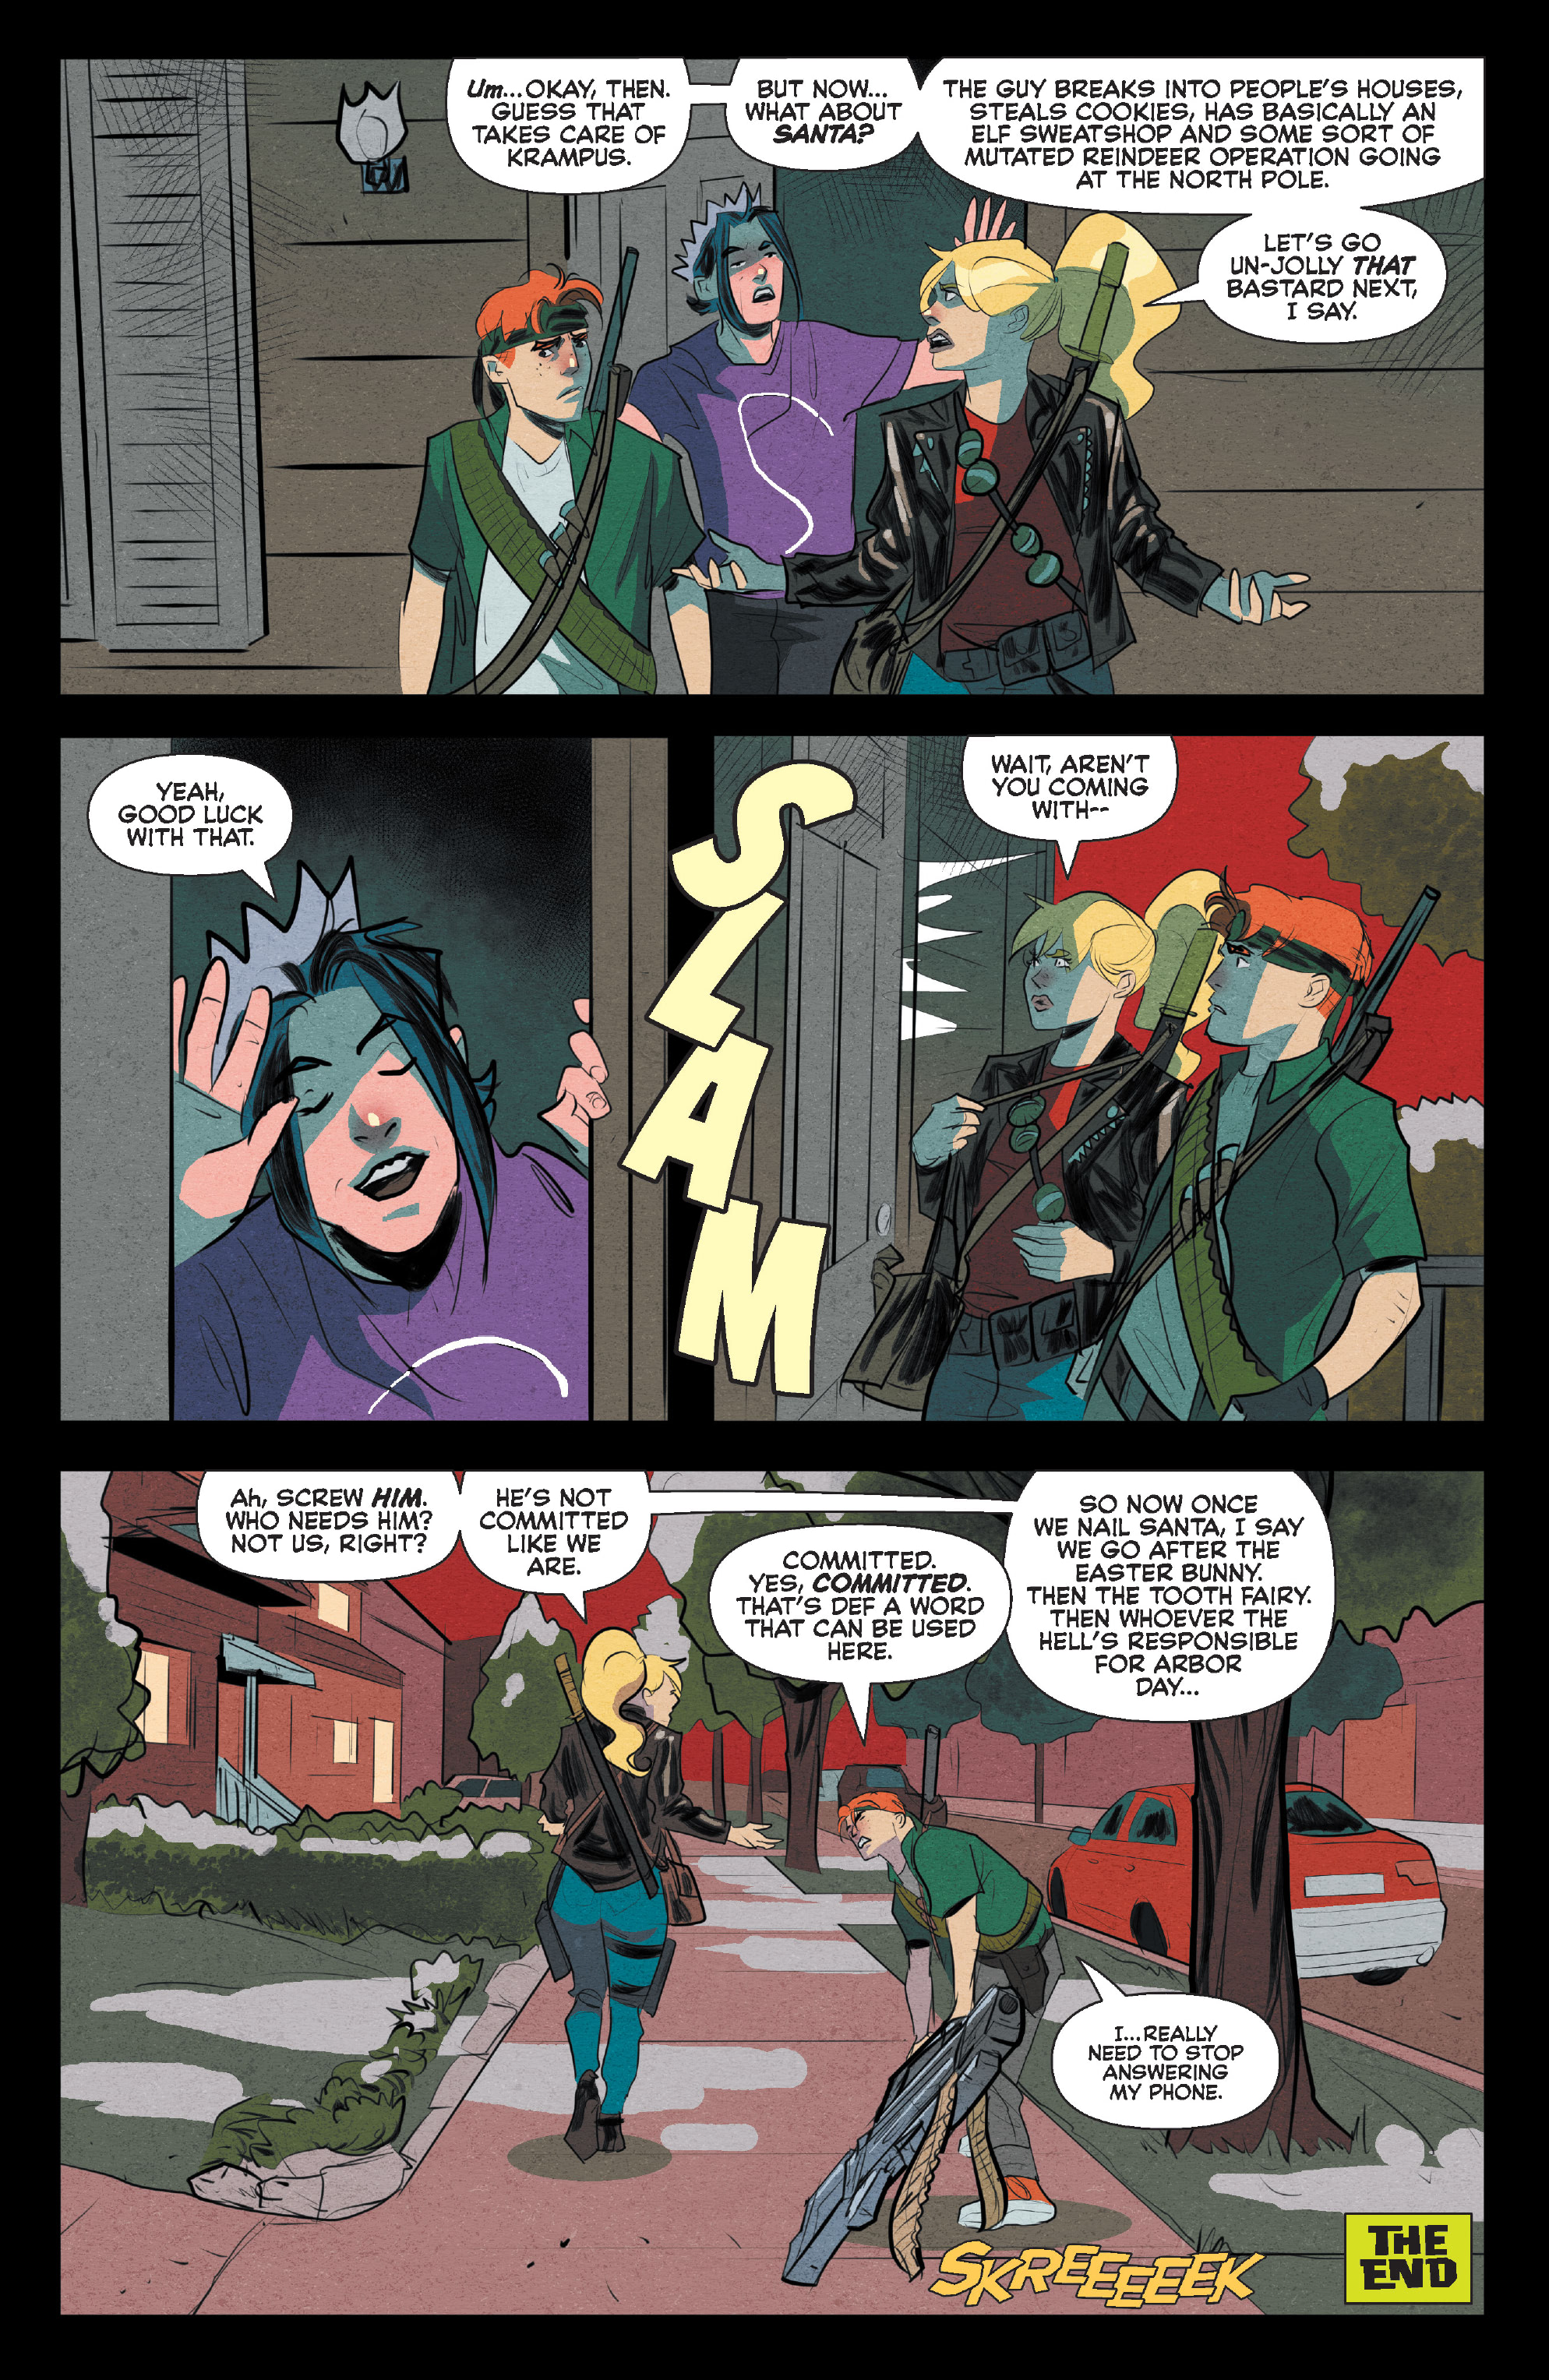 Um...OKAY, THEN.
GUESS THAT
TAKES CARE OF
KRAMPUS.
BUT NOW...
WHAT ABOUT
SANTA?
THE GUY BREAKS INTO PEOPLE'S HOUSES,
STEALS COOKIES, HAS BASICALLY AN
ELF SWEATSHOP AND SOME SORT OF
MUTATED REINDEER OPERATION GOING
AT THE NORTH POLE.
LET'S GO
UN-JOLLY THAT
BASTARD NEXT,
I SAY.
S
YEAH,
GOOD LUCK
WITH THAT.
SLAM
WAIT, AREN'T
YOU COMING
WITH--
Ah, SCREW HIM.
WHO NEEDS HIM?
NOT US, RIGHT?
HE'S NOT
COMMITTED
LIKE WE
ARE.
COMMITTED.
YES, COMMITTED.
THAT'S DEF A WORD
THAT CAN BE USED
HERE.
SO NOW ONCE
WE NAIL SANTA, I SAY
WE GO AFTER THE
EASTER BUNNY.
THEN THE TOOTH FAIRY.
THEN WHOEVER THE
HELL'S RESPONSIBLE
FOR ARBOR
DAY...
I...REALLY
NEED TO STOP
ANSWERING
MY PHONE.
SKREEEEEEK
THE
END